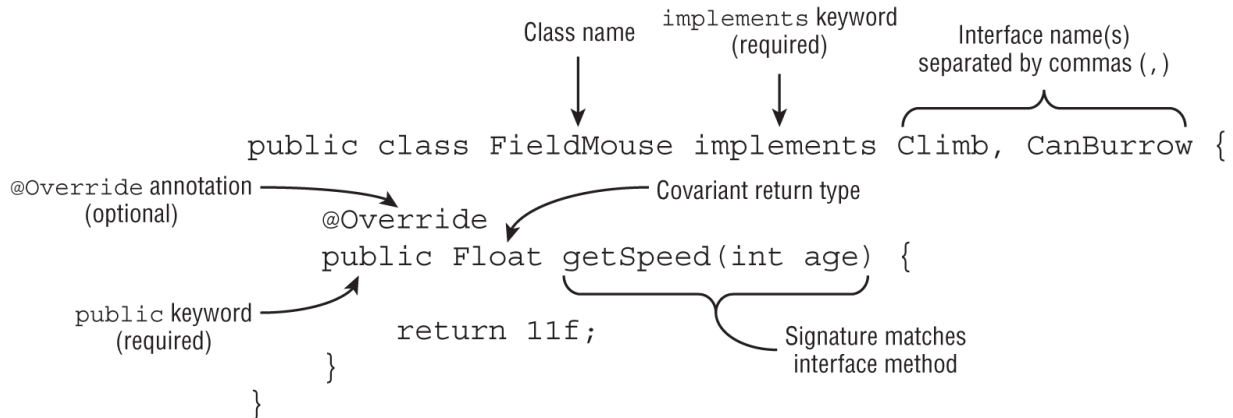 Class name
implements keyword
(required)
Interface name(s)
separated by commas (,)
public class FieldMouse implements Climb, CanBurrow {
@Override annotation
(optional)
Covariant return type
@Override
public Float getSpeed(int age) {
public keyword
(required)
return 11f;
Signature matches
interface method
}
}